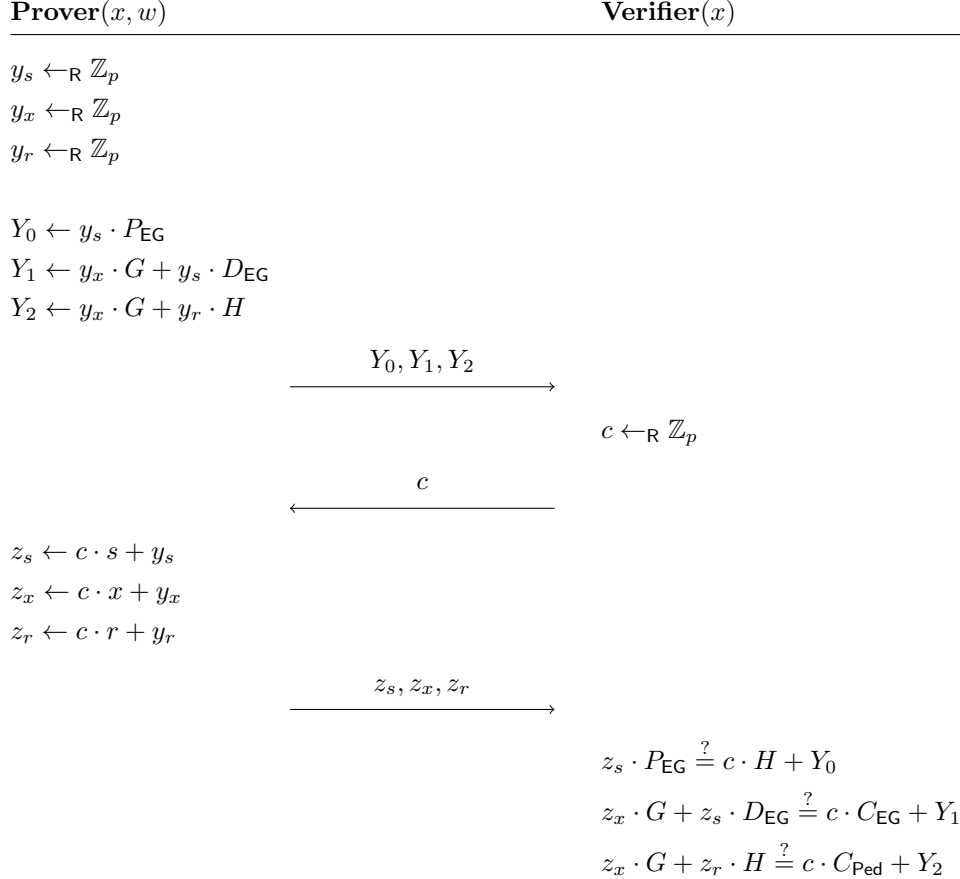 Prover(x, w) Verifier(x)
y_s ←_R ℤ_p
y_x ←_R ℤ_p
y_r ←_R ℤ_p
Y_0 ← y_s · P_EG
Y_1 ← y_x · G + y_s · D_EG
Y_2 ← y_x · G + y_r · H
Y_0, Y_1, Y_2
c ←_R ℤ_p
c
z_s ← c · s + y_s
z_x ← c · x + y_x
z_r ← c · r + y_r
z_s, z_x, z_r
z_s · P_EG ≟ c · H + Y_0
z_x · G + z_s · D_EG ≟ c · C_EG + Y_1
z_x · G + z_r · H ≟ c · C_Ped + Y_2